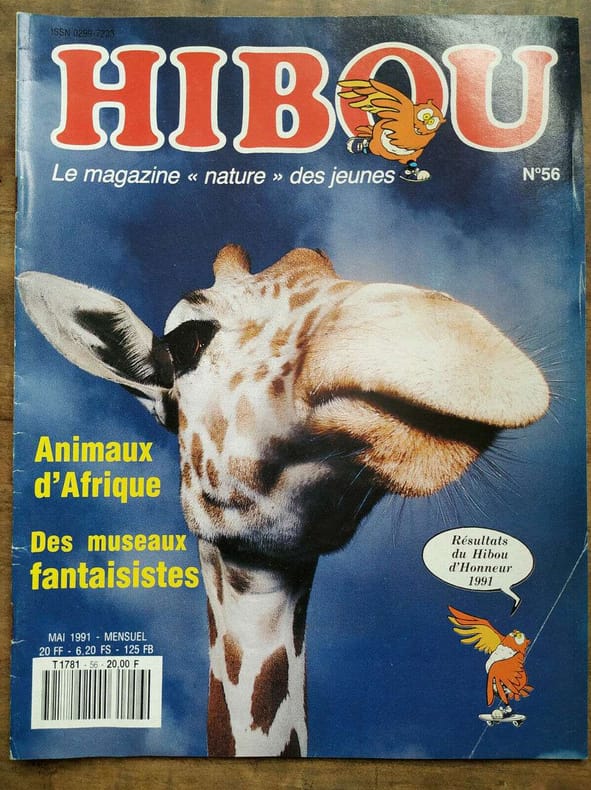 ISSN 0299-7223
HIBOU
Le magazine « nature » des jeunes
N°56
Animaux
d'Afrique
Des museaux
fantaisistes
Résultats
du Hibou
d'Honneur
1991
MAI 1991 - MENSUEL
20 FF - 6.20 FS - 125 FB
T 1781 - 56 - 20,00 F